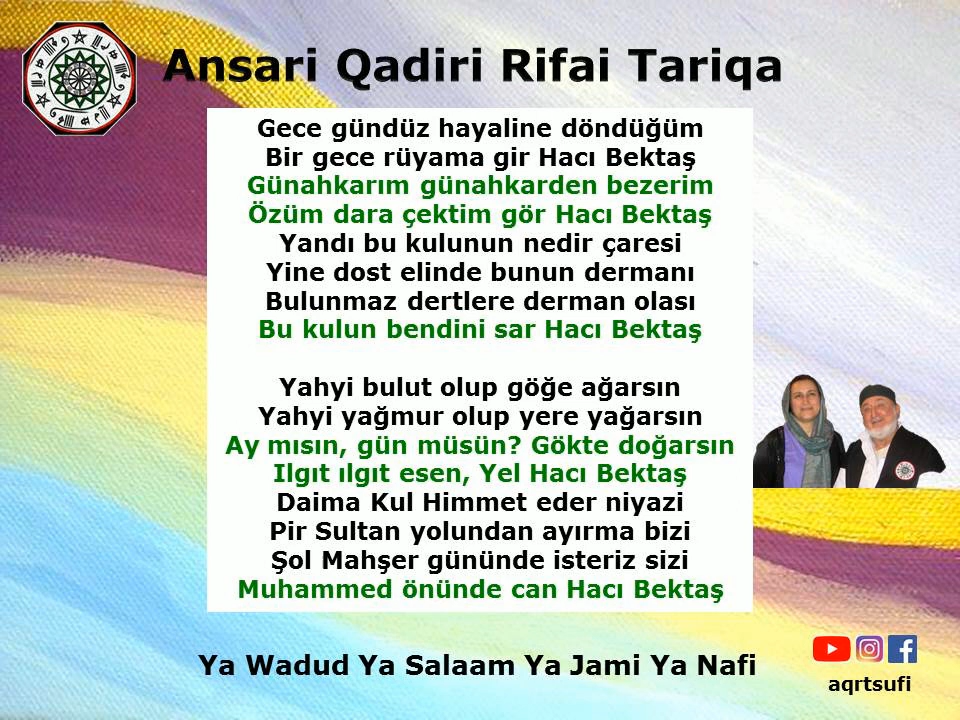 Ansari Qadiri Rifai Tariqa
Gece gündüz hayaline döndüğüm
Bir gece rüyama gir Hacı Bektaş
Günahkarım günahkarden bezerim
Özüm dara çektim gör Hacı Bektaş
Yandı bu kulunun nedir çaresi
Yine dost elinde bunun dermanı
Bulunmaz dertlere derman olası
Bu kulun bendini sar Hacı Bektaş
Yahyi bulut olup göğe ağarsın
Yahyi yağmur olup yere yağarsın
Ay mısın, gün müsün? Gökte doğarsın
Ilgıt ılgıt esen, Yel Hacı Bektaş
Daima Kul Himmet eder niyazi
Pir Sultan yolundan ayırma bizi
Şol Mahşer gününde isteriz sizi
Muhammed önünde can Hacı Bektaş
Ya Wadud Ya Salaam Ya Jami Ya Nafi
aqrtsufi